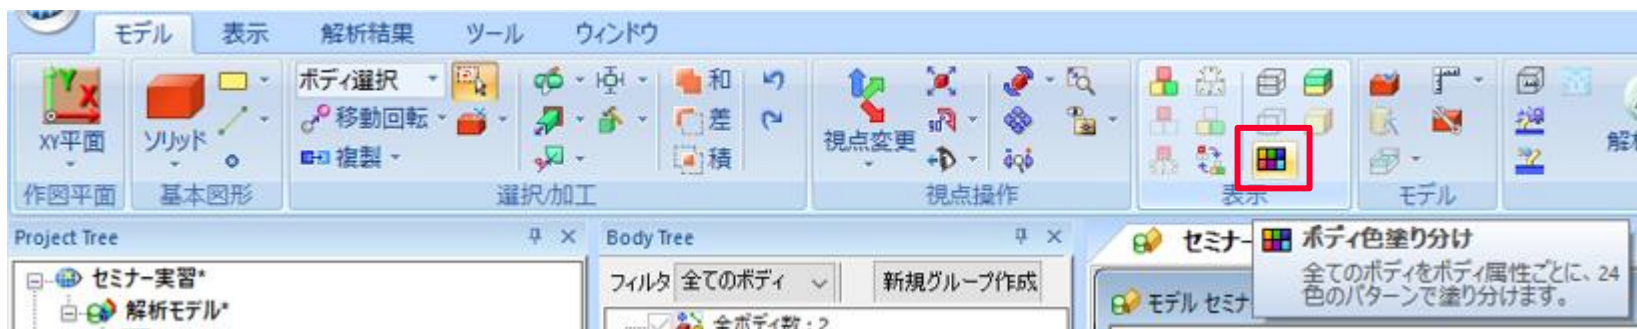 モデル 表示 解析結果 ツール ウィンドウ
ボディ選択 和
XY平面 ソリッド 移動回転 差 視点変更
複製 積
作図平面 基本図形 選択/加工 視点操作 表示 モデル
Project Tree Body Tree セミナー
ボディ色塗り分け
セミナー実習* フィルタ 全てのボディ 新規グループ作成
全てのボディをボディ属性ごとに、24
色のパターンで塗り分けます。
解析モデル* モデル セミナ
全ボディ数 : 2